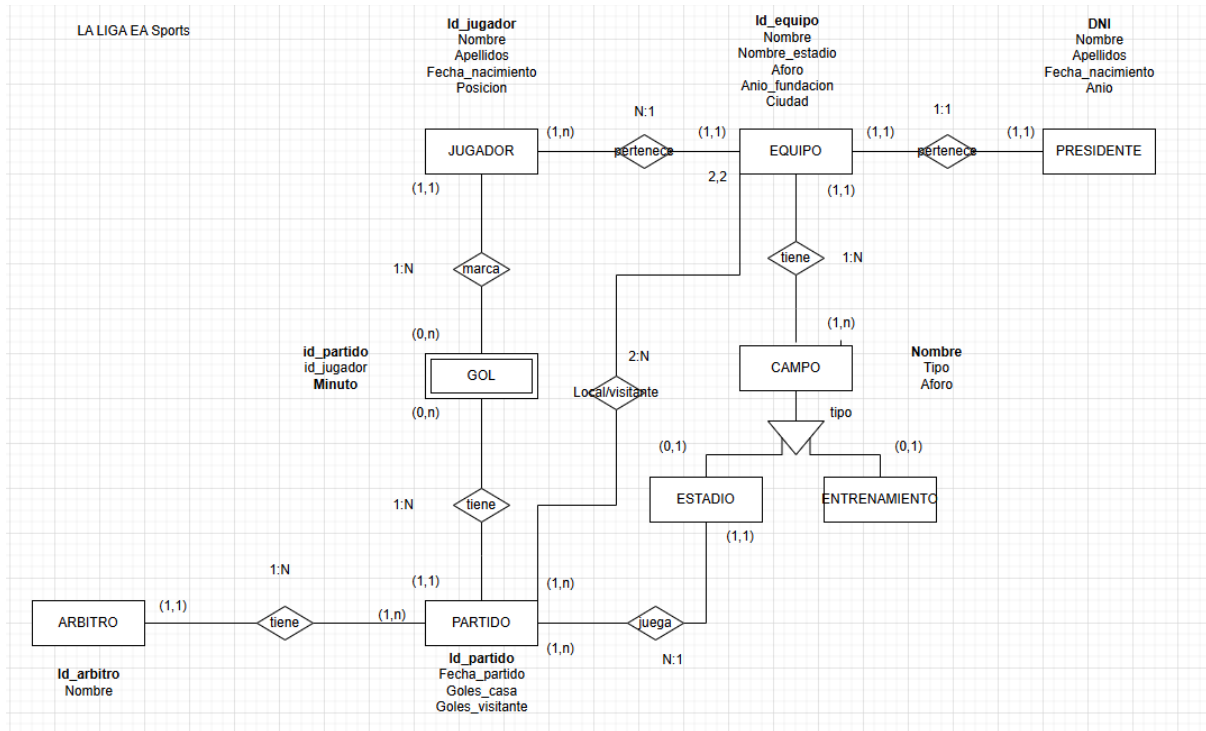 LA LIGA EA Sports
Id_jugador
Nombre
Apellidos
Fecha_nacimiento
Posicion
Id_equipo
Nombre
Nombre_estadio
Aforo
Anio_fundacion
Ciudad
DNI
Nombre
Apellidos
Fecha_nacimiento
Anio
N:1
1:1
JUGADOR
(1,n)
pertenece
(1,1)
EQUIPO
(1,1)
pertenece
(1,1)
PRESIDENTE
(1,1)
2,2
(1,1)
1:N
marca
tiene
1:N
(0,n)
(1,n)
id_partido
id_jugador
Minuto
GOL
2:N
CAMPO
Nombre
Tipo
Aforo
Local/visitante
(0,n)
tipo
(0,1)
(0,1)
1:N
tiene
ESTADIO
ENTRENAMIENTO
(1,1)
1:N
(1,1)
(1,n)
ARBITRO
(1,1)
tiene
(1,n)
PARTIDO
juega
(1,n)
N:1
Id_arbitro
Nombre
Id_partido
Fecha_partido
Goles_casa
Goles_visitante